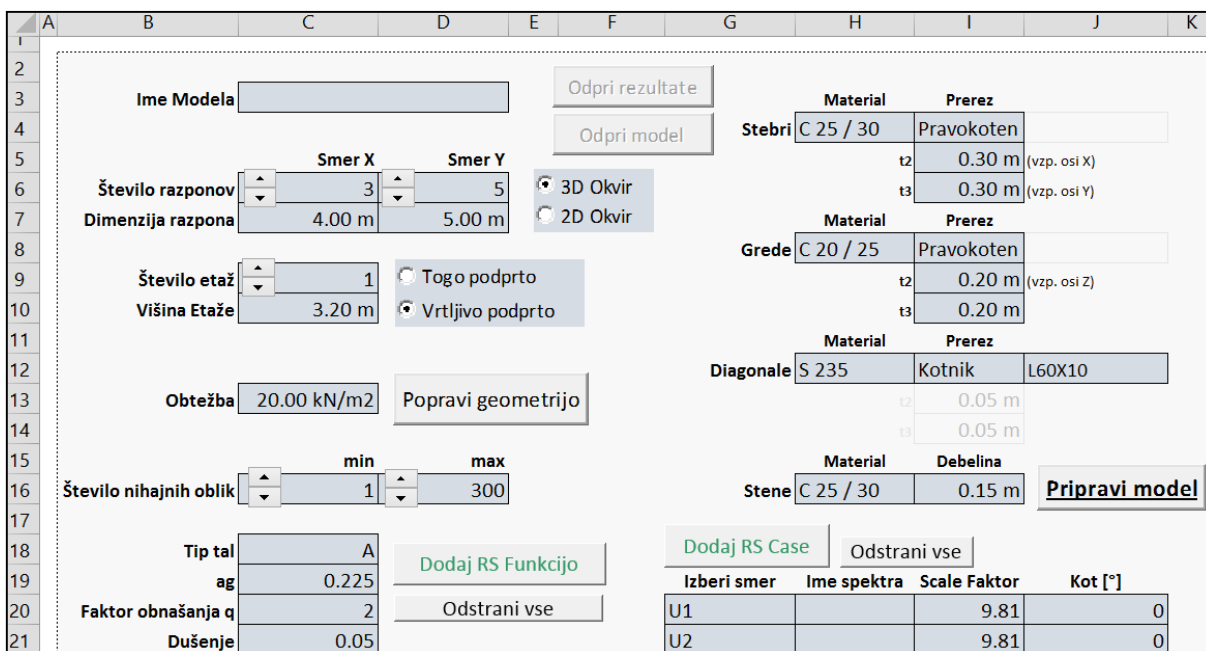 A B C D E F G H I J K
1
2
3 Ime Modela Odpri rezultate Material Prerez
4 Odpri model Stebri C 25 / 30 Pravokoten
5 Smer X Smer Y t2 0.30 m (vzp. osi X)
6 Število razponov 3 5 3D Okvir t3 0.30 m (vzp. osi Y)
7 Dimenzija razpona 4.00 m 5.00 m 2D Okvir Material Prerez
8 Grede C 20 / 25 Pravokoten
9 Število etaž 1 Togo podprto t2 0.20 m (vzp. osi Z)
10 Višina Etaže 3.20 m Vrtljivo podprto t3 0.20 m
11 Material Prerez
12 Diagonale S 235 Kotnik L60X10
13 Obtežba 20.00 kN/m2 Popravi geometrijo t2 0.05 m
14 t3 0.05 m
15 min max Material Debelina
16 Število nihajnih oblik 1 300 Stene C 25 / 30 0.15 m Pripravi model
17
18 Tip tal A Dodaj RS Funkcijo Dodaj RS Case Odstrani vse
19 ag 0.225 Izberi smer Ime spektra Scale Faktor Kot [°]
20 Faktor obnašanja q 2 Odstrani vse U1 9.81 0
21 Dušenje 0.05 U2 9.81 0